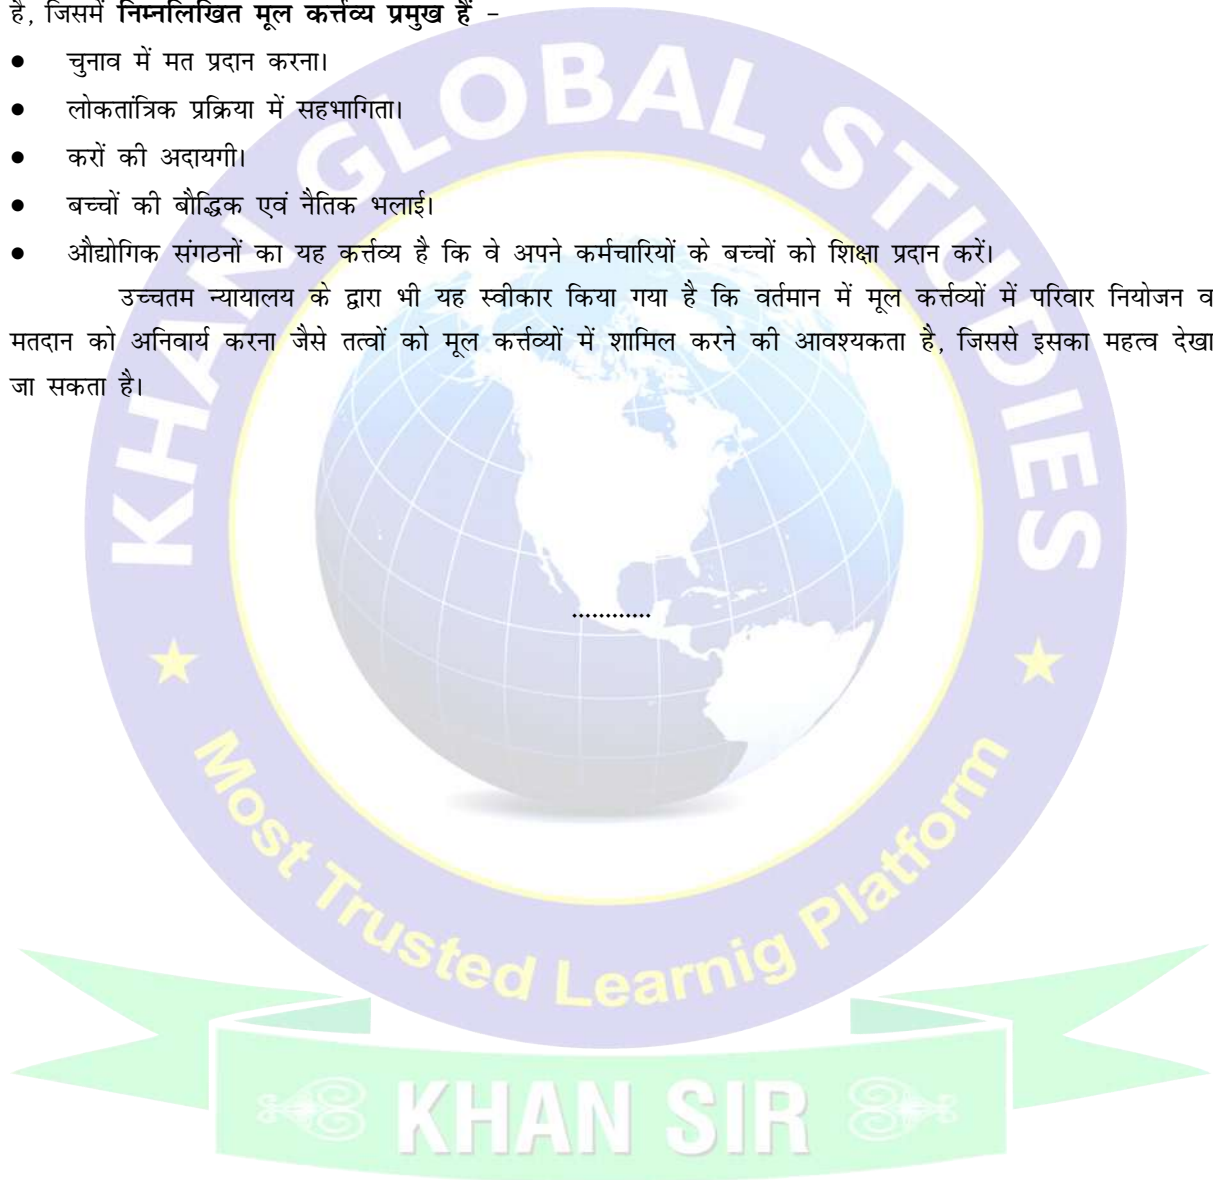 है, जिसमें निम्नलिखित मूल कर्त्तव्य प्रमुख हैं -
• चुनाव में मत प्रदान करना।
• लोकतांत्रिक प्रक्रिया में सहभागिता।
• करों की अदायगी।
• बच्चों की बौद्धिक एवं नैतिक भलाई।
• औद्योगिक संगठनों का यह कर्त्तव्य है कि वे अपने कर्मचारियों के बच्चों को शिक्षा प्रदान करें।
उच्चतम न्यायालय के द्वारा भी यह स्वीकार किया गया है कि वर्तमान में मूल कर्त्तव्यों में परिवार नियोजन व
मतदान को अनिवार्य करना जैसे तत्वों को मूल कर्त्तव्यों में शामिल करने की आवश्यकता है, जिससे इसका महत्व देखा
जा सकता है।
............
KHAN GLOBAL STUDIES
Most Trusted Learnig Platform
KHAN SIR